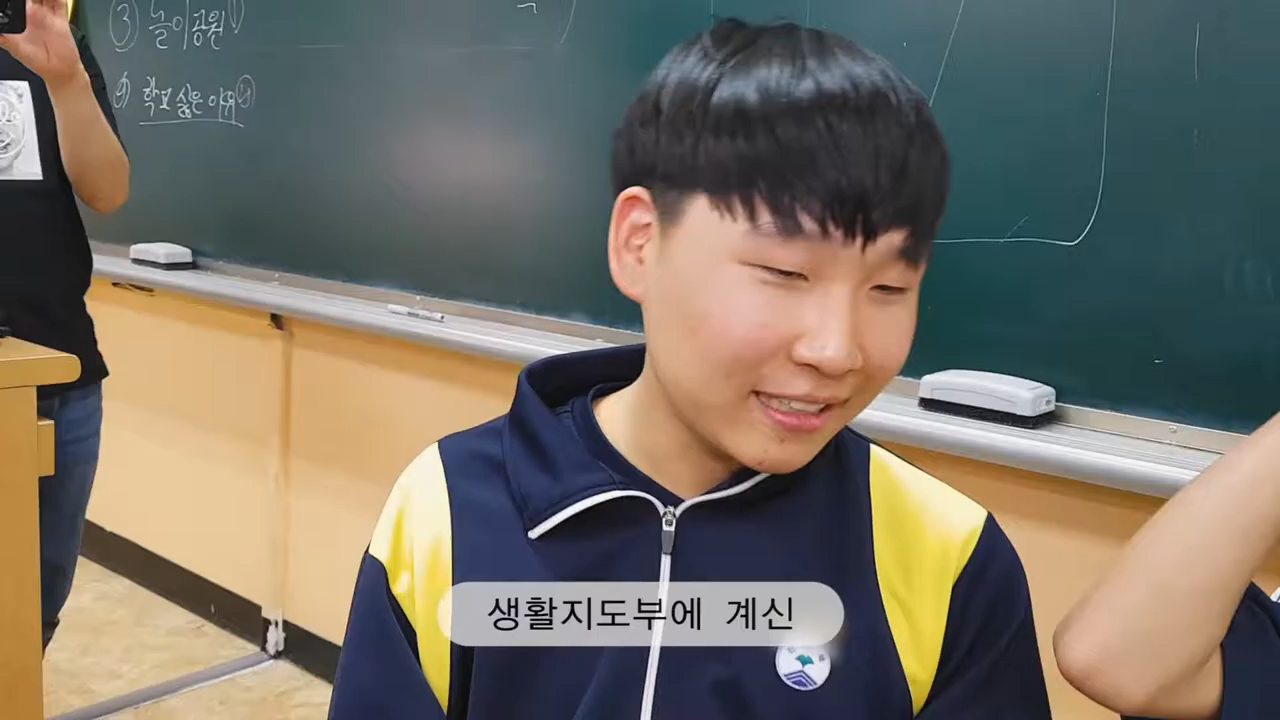 ③ 놀이공원
학교 싫은 이유
생활지도부에 계신